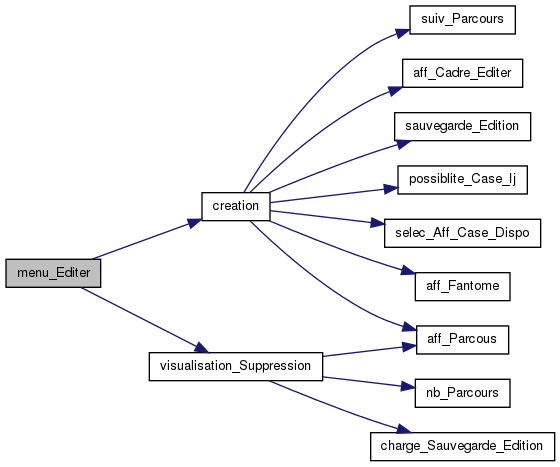 suiv_Parcours
aff_Cadre_Editer
sauvegarde_Edition
possiblite_Case_Ij
creation
selec_Aff_Case_Dispo
menu_Editer
aff_Fantome
aff_Parcous
visualisation_Suppression
nb_Parcours
charge_Sauvegarde_Edition